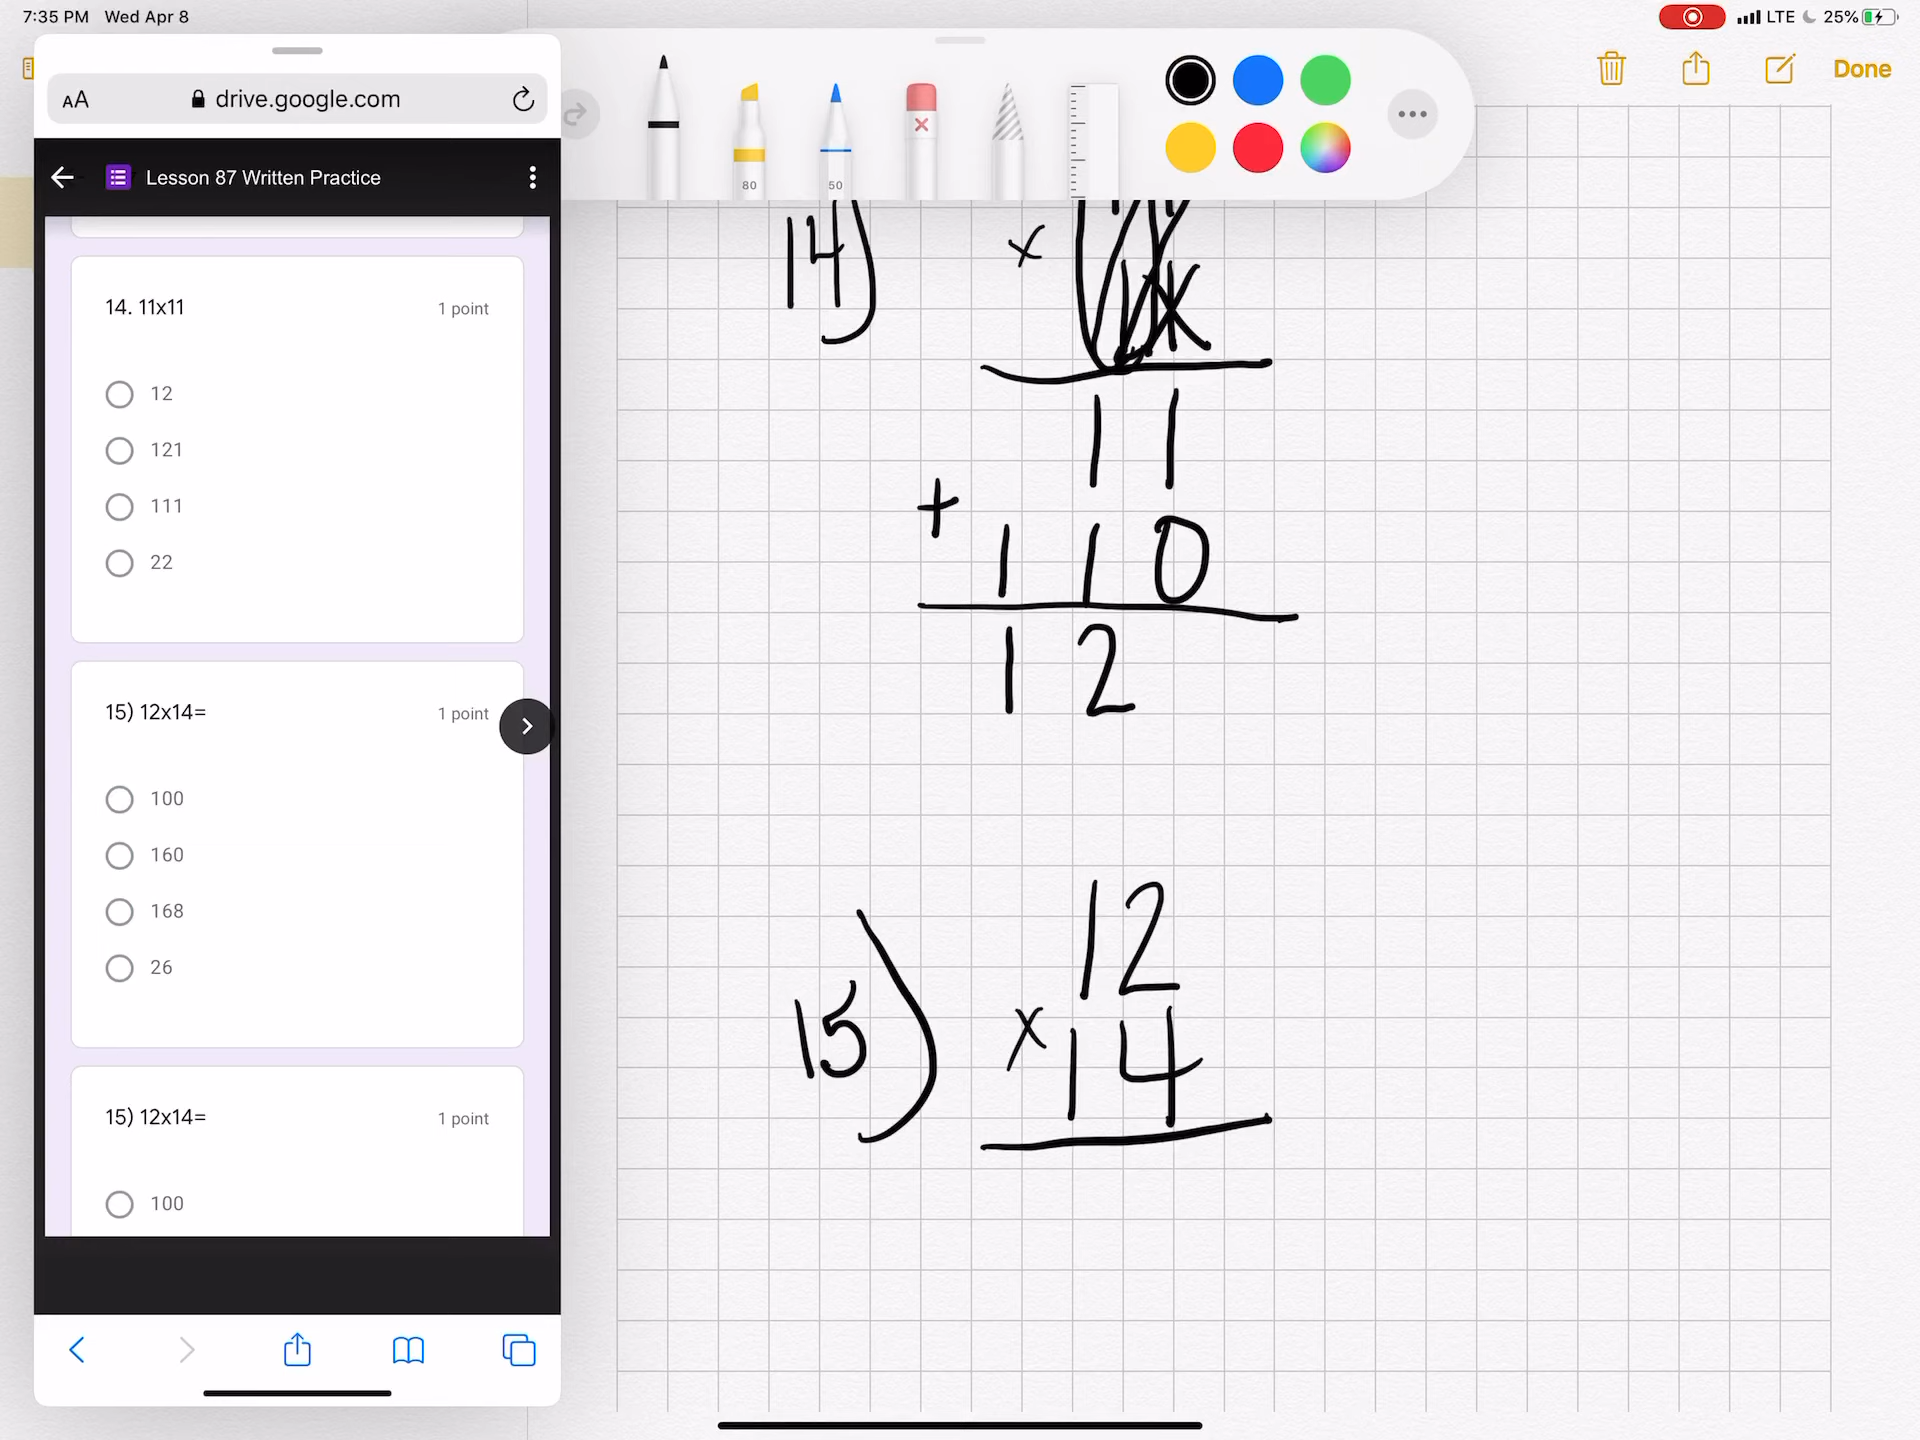 7:35 PM Wed Apr 8
LTE 25%
AA drive.google.com
Done
80 50
Lesson 87 Written Practice
14. 11x11 1 point
12
121
111
22
15) 12x14= 1 point
100
160
168
26
15) 12x14= 1 point
100
14) x
11
+
110
12
12
15) x 14